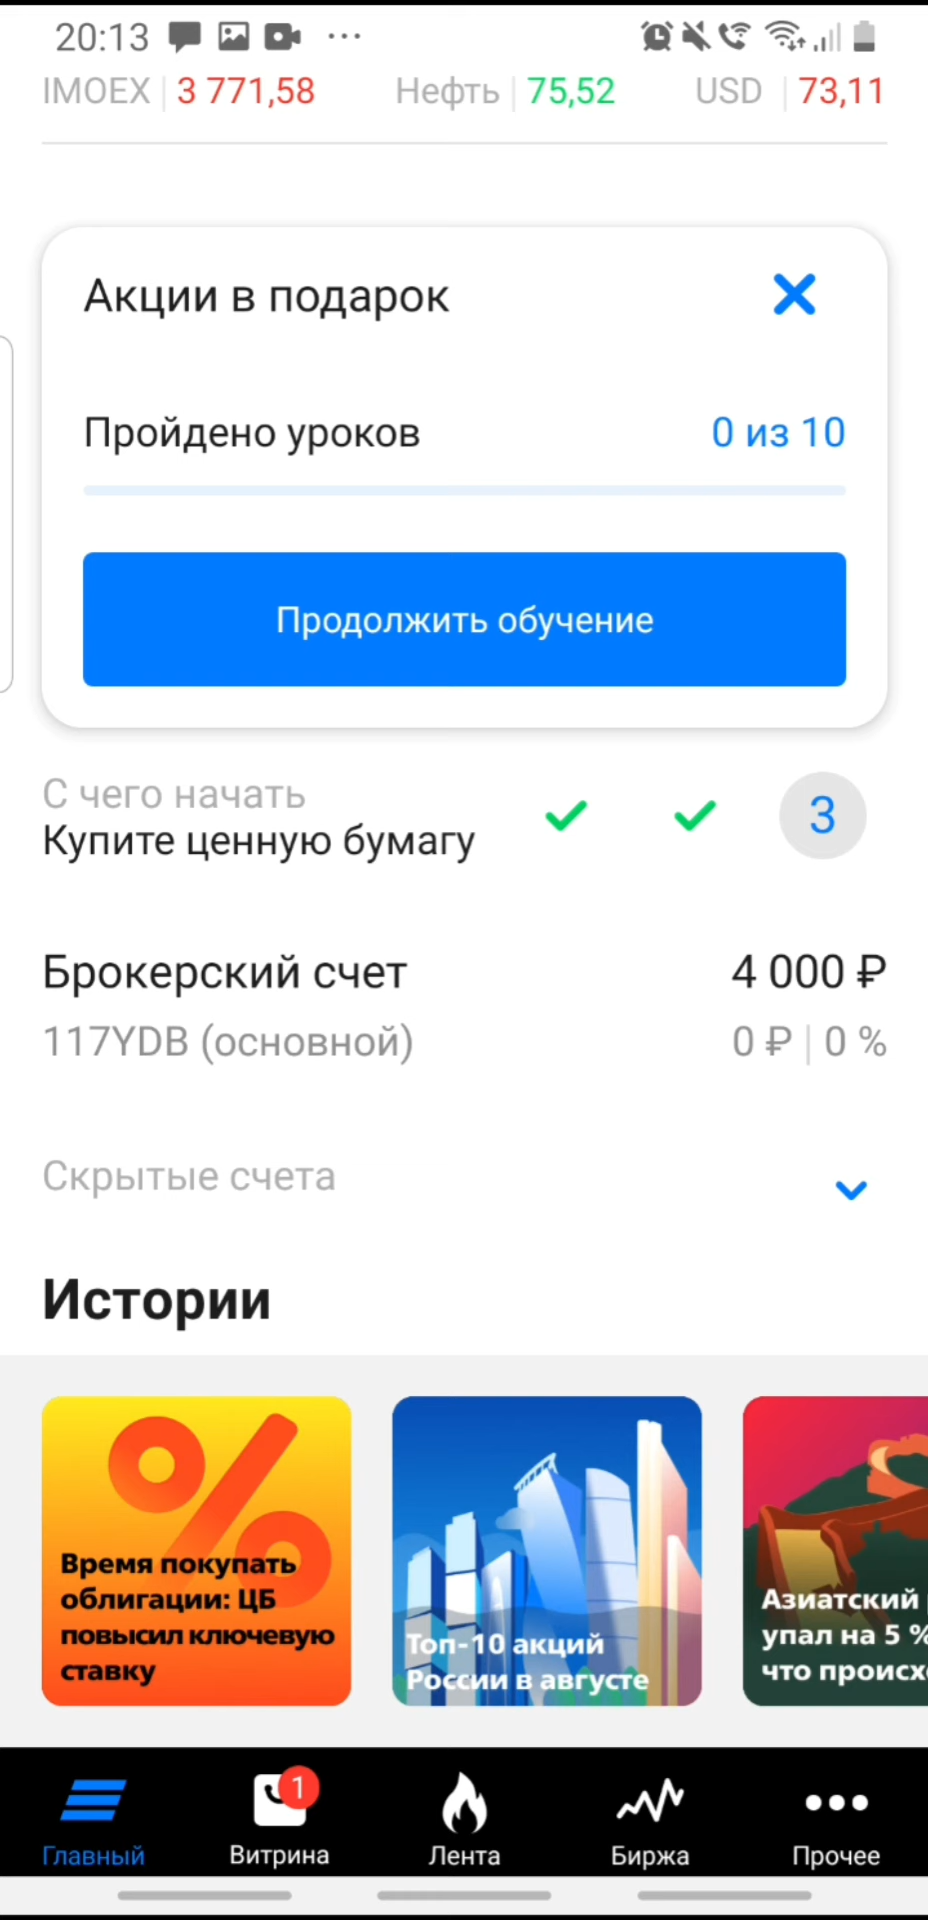 20:13
IMOEX 3 771,58 Нефть 75,52 USD 73,11
Акции в подарок
Пройдено уроков 0 из 10
Продолжить обучение
С чего начать
Купите ценную бумагу 3
Брокерский счет 4 000 ₽
117YDB (основной) 0 ₽ | 0 %
Скрытые счета
Истории
Время покупать
облигации: ЦБ
повысил ключевую
ставку
Топ-10 акций
России в августе
Азиатский
упал на 5 %
что происх
1
Главный Витрина Лента Биржа Прочее